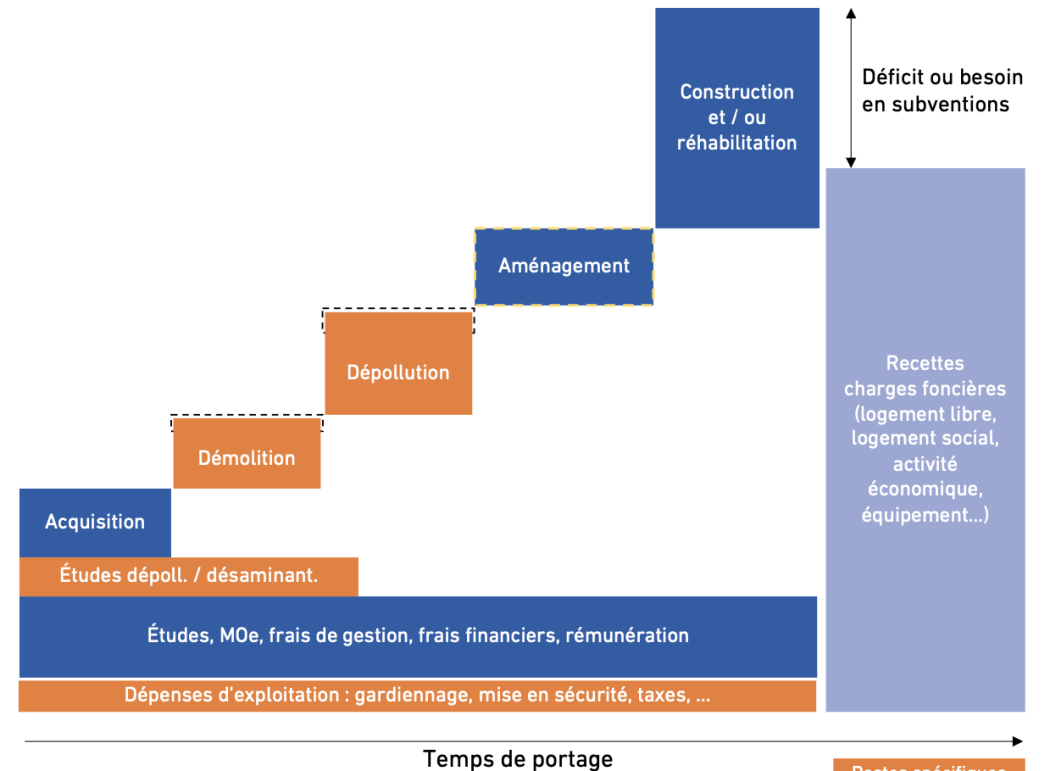 Construction
et / ou
réhabilitation
Déficit ou besoin
en subventions
Aménagement
Dépollution
Démolition
Acquisition
Recettes
charges foncières
(logement libre,
logement social,
activité
économique,
équipement...)
Études dépoll. / désaminant.
Études, MOe, frais de gestion, frais financiers, rémunération
Dépenses d'exploitation : gardiennage, mise en sécurité, taxes, ...
Temps de portage
Postes spécifiques